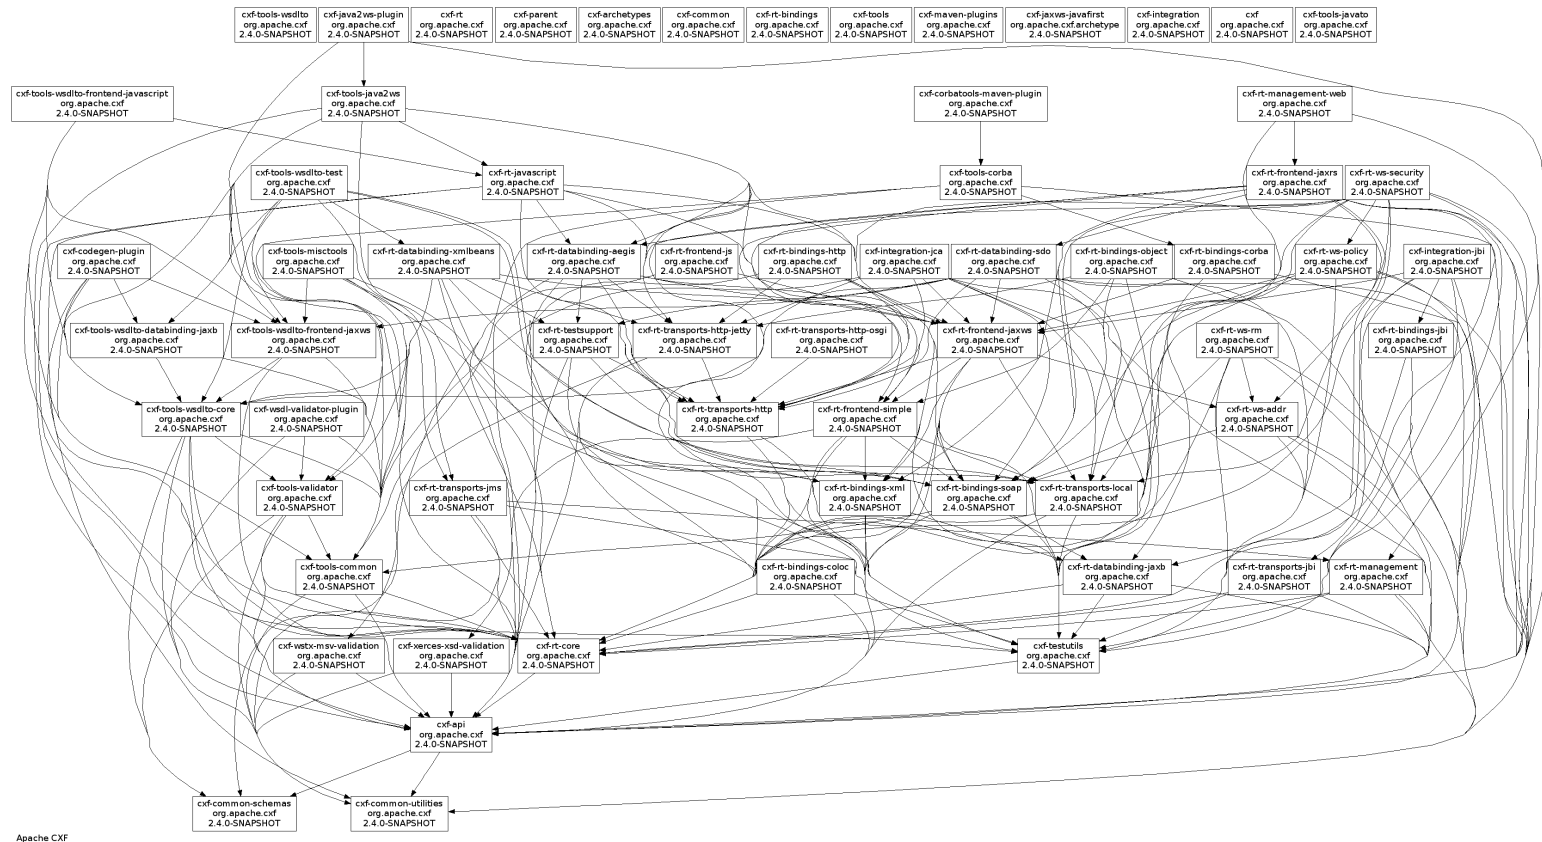 cxf-tools-wsdlto
org.apache.cxf
2.4.0-SNAPSHOT
cxf-java2ws-plugin
org.apache.cxf
2.4.0-SNAPSHOT
cxf-rt
org.apache.cxf
2.4.0-SNAPSHOT
cxf-parent
org.apache.cxf
2.4.0-SNAPSHOT
cxf-archetypes
org.apache.cxf
2.4.0-SNAPSHOT
cxf-common
org.apache.cxf
2.4.0-SNAPSHOT
cxf-rt-bindings
org.apache.cxf
2.4.0-SNAPSHOT
cxf-tools
org.apache.cxf
2.4.0-SNAPSHOT
cxf-maven-plugins
org.apache.cxf
2.4.0-SNAPSHOT
cxf-jaxws-javafirst
org.apache.cxf.archetype
2.4.0-SNAPSHOT
cxf-integration
org.apache.cxf
2.4.0-SNAPSHOT
cxf
org.apache.cxf
2.4.0-SNAPSHOT
cxf-tools-javato
org.apache.cxf
2.4.0-SNAPSHOT
cxf-tools-wsdlto-frontend-javascript
org.apache.cxf
2.4.0-SNAPSHOT
cxf-tools-java2ws
org.apache.cxf
2.4.0-SNAPSHOT
cxf-corbatools-maven-plugin
org.apache.cxf
2.4.0-SNAPSHOT
cxf-rt-management-web
org.apache.cxf
2.4.0-SNAPSHOT
cxf-tools-wsdlto-test
org.apache.cxf
2.4.0-SNAPSHOT
cxf-rt-javascript
org.apache.cxf
2.4.0-SNAPSHOT
cxf-tools-corba
org.apache.cxf
2.4.0-SNAPSHOT
cxf-rt-frontend-jaxrs
org.apache.cxf
2.4.0-SNAPSHOT
cxf-rt-ws-security
org.apache.cxf
2.4.0-SNAPSHOT
cxf-codegen-plugin
org.apache.cxf
2.4.0-SNAPSHOT
cxf-tools-misctools
org.apache.cxf
2.4.0-SNAPSHOT
cxf-rt-databinding-xmlbeans
org.apache.cxf
2.4.0-SNAPSHOT
cxf-rt-databinding-aegis
org.apache.cxf
2.4.0-SNAPSHOT
cxf-rt-frontend-js
org.apache.cxf
2.4.0-SNAPSHOT
cxf-rt-bindings-http
org.apache.cxf
2.4.0-SNAPSHOT
cxf-integration-jca
org.apache.cxf
2.4.0-SNAPSHOT
cxf-rt-databinding-sdo
org.apache.cxf
2.4.0-SNAPSHOT
cxf-rt-bindings-object
org.apache.cxf
2.4.0-SNAPSHOT
cxf-rt-bindings-corba
org.apache.cxf
2.4.0-SNAPSHOT
cxf-rt-ws-policy
org.apache.cxf
2.4.0-SNAPSHOT
cxf-integration-jbi
org.apache.cxf
2.4.0-SNAPSHOT
cxf-tools-wsdlto-databinding-jaxb
org.apache.cxf
2.4.0-SNAPSHOT
cxf-tools-wsdlto-frontend-jaxws
org.apache.cxf
2.4.0-SNAPSHOT
cxf-rt-testsupport
org.apache.cxf
2.4.0-SNAPSHOT
cxf-rt-transports-http-jetty
org.apache.cxf
2.4.0-SNAPSHOT
cxf-rt-transports-http-osgi
org.apache.cxf
2.4.0-SNAPSHOT
cxf-rt-frontend-jaxws
org.apache.cxf
2.4.0-SNAPSHOT
cxf-rt-ws-rm
org.apache.cxf
2.4.0-SNAPSHOT
cxf-rt-bindings-jbi
org.apache.cxf
2.4.0-SNAPSHOT
cxf-tools-wsdlto-core
org.apache.cxf
2.4.0-SNAPSHOT
cxf-wsdl-validator-plugin
org.apache.cxf
2.4.0-SNAPSHOT
cxf-rt-transports-http
org.apache.cxf
2.4.0-SNAPSHOT
cxf-rt-frontend-simple
org.apache.cxf
2.4.0-SNAPSHOT
cxf-rt-ws-addr
org.apache.cxf
2.4.0-SNAPSHOT
cxf-tools-validator
org.apache.cxf
2.4.0-SNAPSHOT
cxf-rt-transports-jms
org.apache.cxf
2.4.0-SNAPSHOT
cxf-rt-bindings-xml
org.apache.cxf
2.4.0-SNAPSHOT
cxf-rt-bindings-soap
org.apache.cxf
2.4.0-SNAPSHOT
cxf-rt-transports-local
org.apache.cxf
2.4.0-SNAPSHOT
cxf-tools-common
org.apache.cxf
2.4.0-SNAPSHOT
cxf-rt-bindings-coloc
org.apache.cxf
2.4.0-SNAPSHOT
cxf-rt-databinding-jaxb
org.apache.cxf
2.4.0-SNAPSHOT
cxf-rt-transports-jbi
org.apache.cxf
2.4.0-SNAPSHOT
cxf-rt-management
org.apache.cxf
2.4.0-SNAPSHOT
cxf-wstx-msv-validation
org.apache.cxf
2.4.0-SNAPSHOT
cxf-xerces-xsd-validation
org.apache.cxf
2.4.0-SNAPSHOT
cxf-rt-core
org.apache.cxf
2.4.0-SNAPSHOT
cxf-testutils
org.apache.cxf
2.4.0-SNAPSHOT
cxf-api
org.apache.cxf
2.4.0-SNAPSHOT
cxf-common-schemas
org.apache.cxf
2.4.0-SNAPSHOT
cxf-common-utilities
org.apache.cxf
2.4.0-SNAPSHOT
Apache CXF